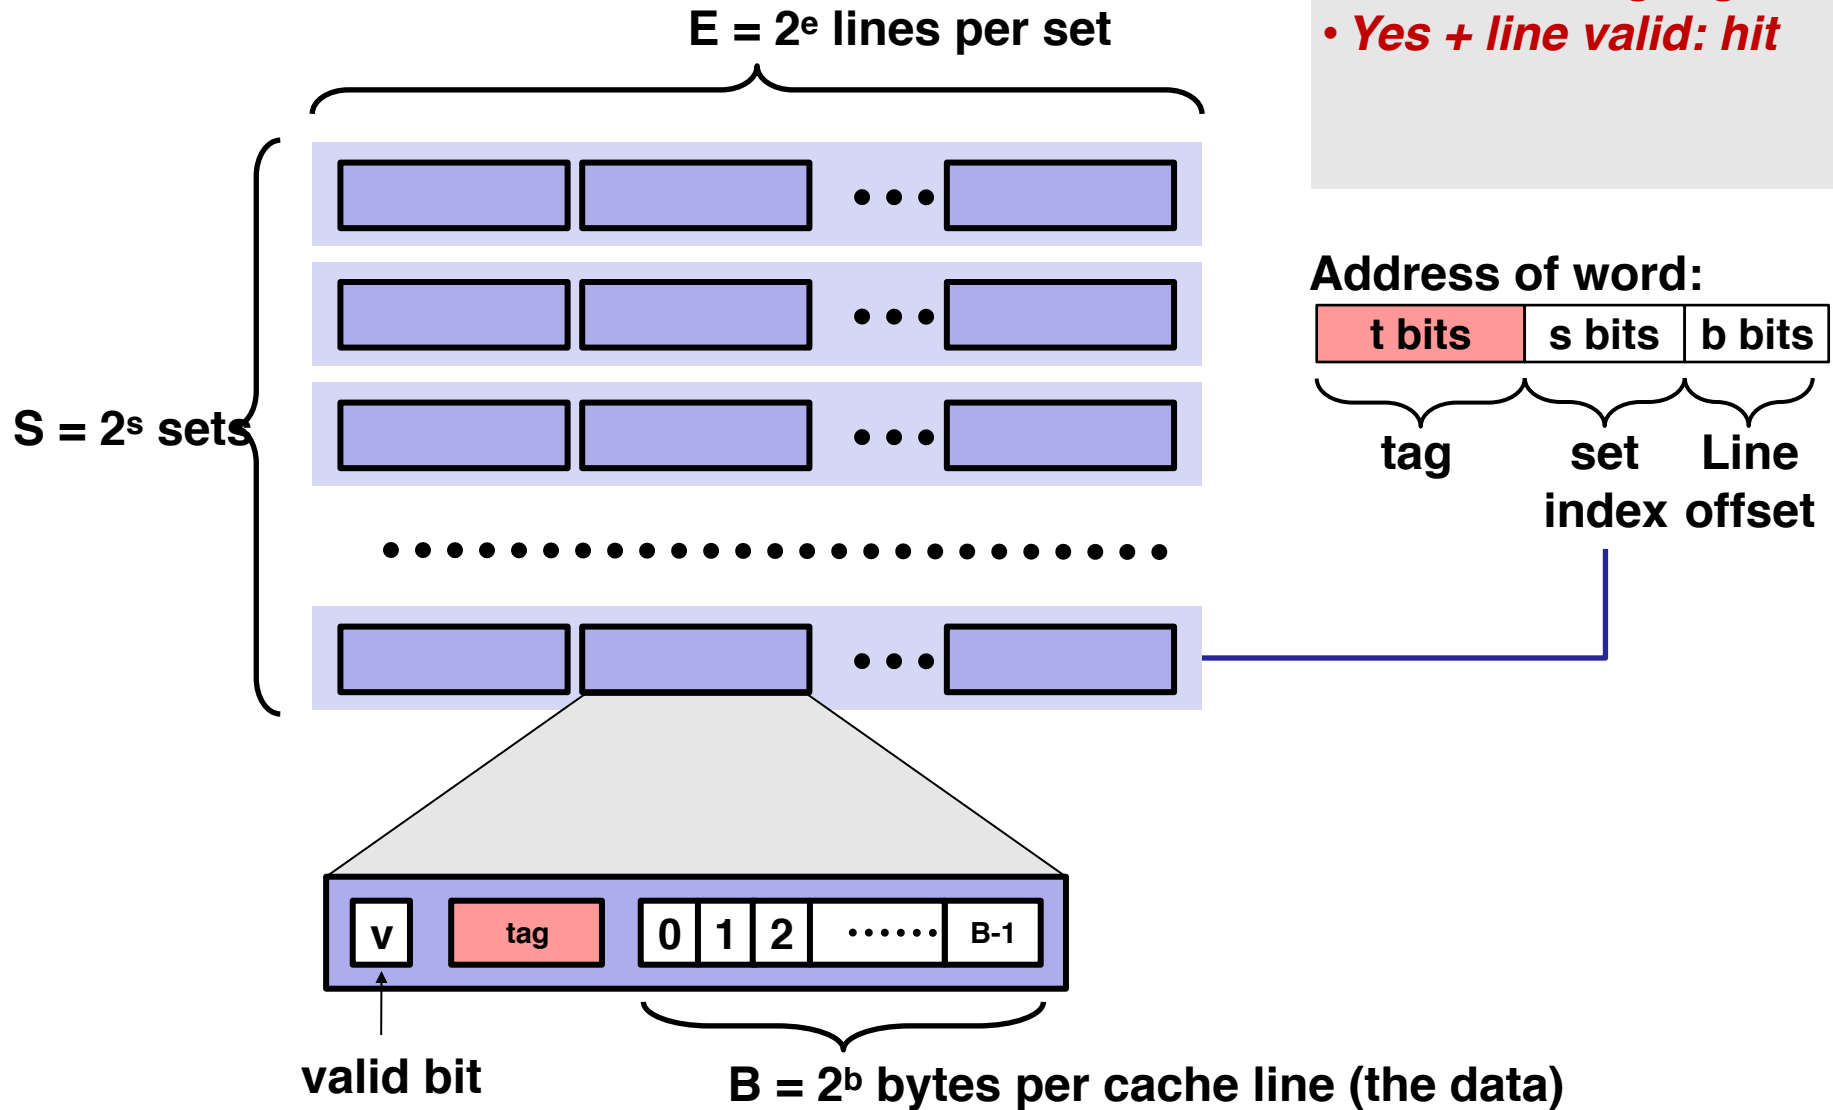 E = 2ᵉ lines per set
• Yes + line valid: hit
Address of word:
t bits s bits b bits
tag set Line
index offset
S = 2ˢ sets
v tag 0 1 2 •••••• B-1
valid bit
B = 2ᵇ bytes per cache line (the data)